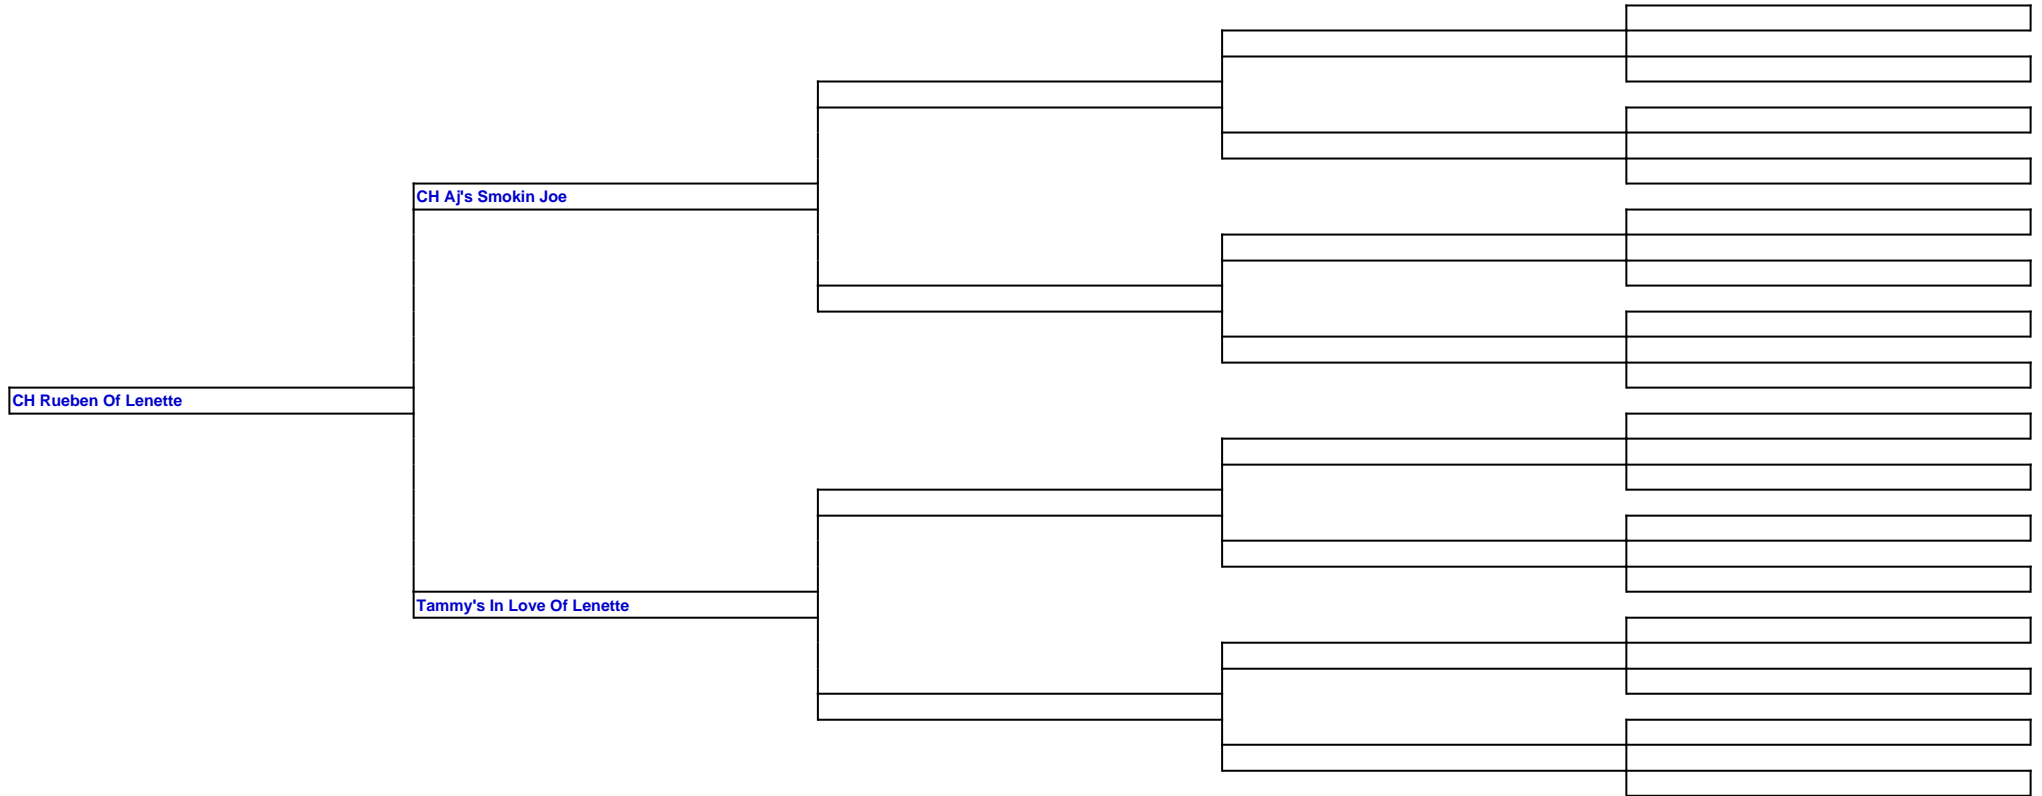 CH Aj's Smokin Joe
CH Rueben Of Lenette
Tammy's In Love Of Lenette